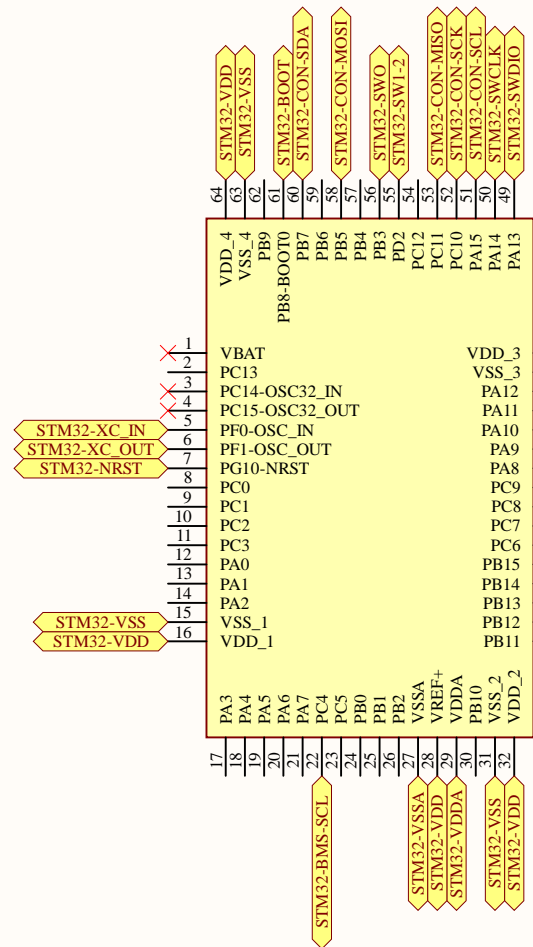 STM32-VDD
STM32-VSS
STM32-BOOT
STM32-CON-SDA
STM32-CON-MOSI
STM32-SWO
STM32-SW1-2
STM32-CON-MISO
STM32-CON-SCK
STM32-CON-SCL
STM32-SWCLK
STM32-SWDIO
64
63
62
61
60
59
58
57
56
55
54
53
52
51
50
49
VDD_4
VSS_4
PB9
PB8-BOOT0
PB7
PB6
PB5
PB4
PB3
PD2
PC12
PC11
PC10
PA15
PA14
PA13
1 VBAT VDD_3
2 PC13 VSS_3
3 PC14-OSC32_IN PA12
4 PC15-OSC32_OUT PA11
STM32-XC_IN 5 PF0-OSC_IN PA10
STM32-XC_OUT 6 PF1-OSC_OUT PA9
STM32-NRST 7 PG10-NRST PA8
8 PC0 PC9
9 PC1 PC8
10 PC2 PC7
11 PC3 PC6
12 PA0 PB15
13 PA1 PB14
14 PA2 PB13
STM32-VSS 15 VSS_1 PB12
STM32-VDD 16 VDD_1 PB11
PA3
PA4
PA5
PA6
PA7
PC4
PC5
PB0
PB1
PB2
VSSA
VREF+
VDDA
PB10
VSS_2
VDD_2
17
18
19
20
21
22
23
24
25
26
27
28
29
30
31
32
STM32-BMS-SCL
STM32-VSSA
STM32-VDD
STM32-VDDA
STM32-VSS
STM32-VDD